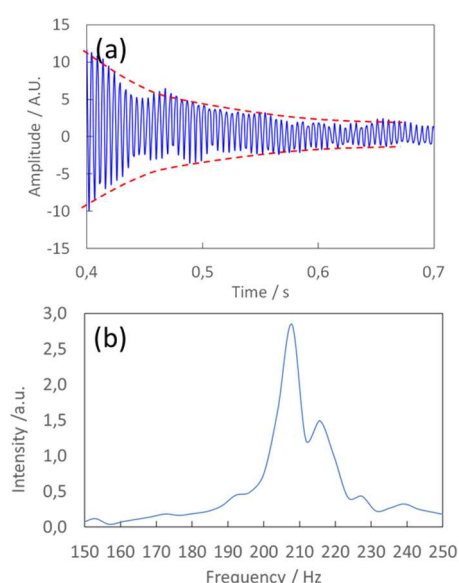 15
(a)
10
5
0
-5
-10
-15
Amplitude / A.U.
0,4 0,5 0,6 0,7
Time / s
3,0
(b)
2,5
2,0
1,5
1,0
0,5
0,0
Intensity /a.u.
150 160 170 180 190 200 210 220 230 240 250
Frequency / Hz